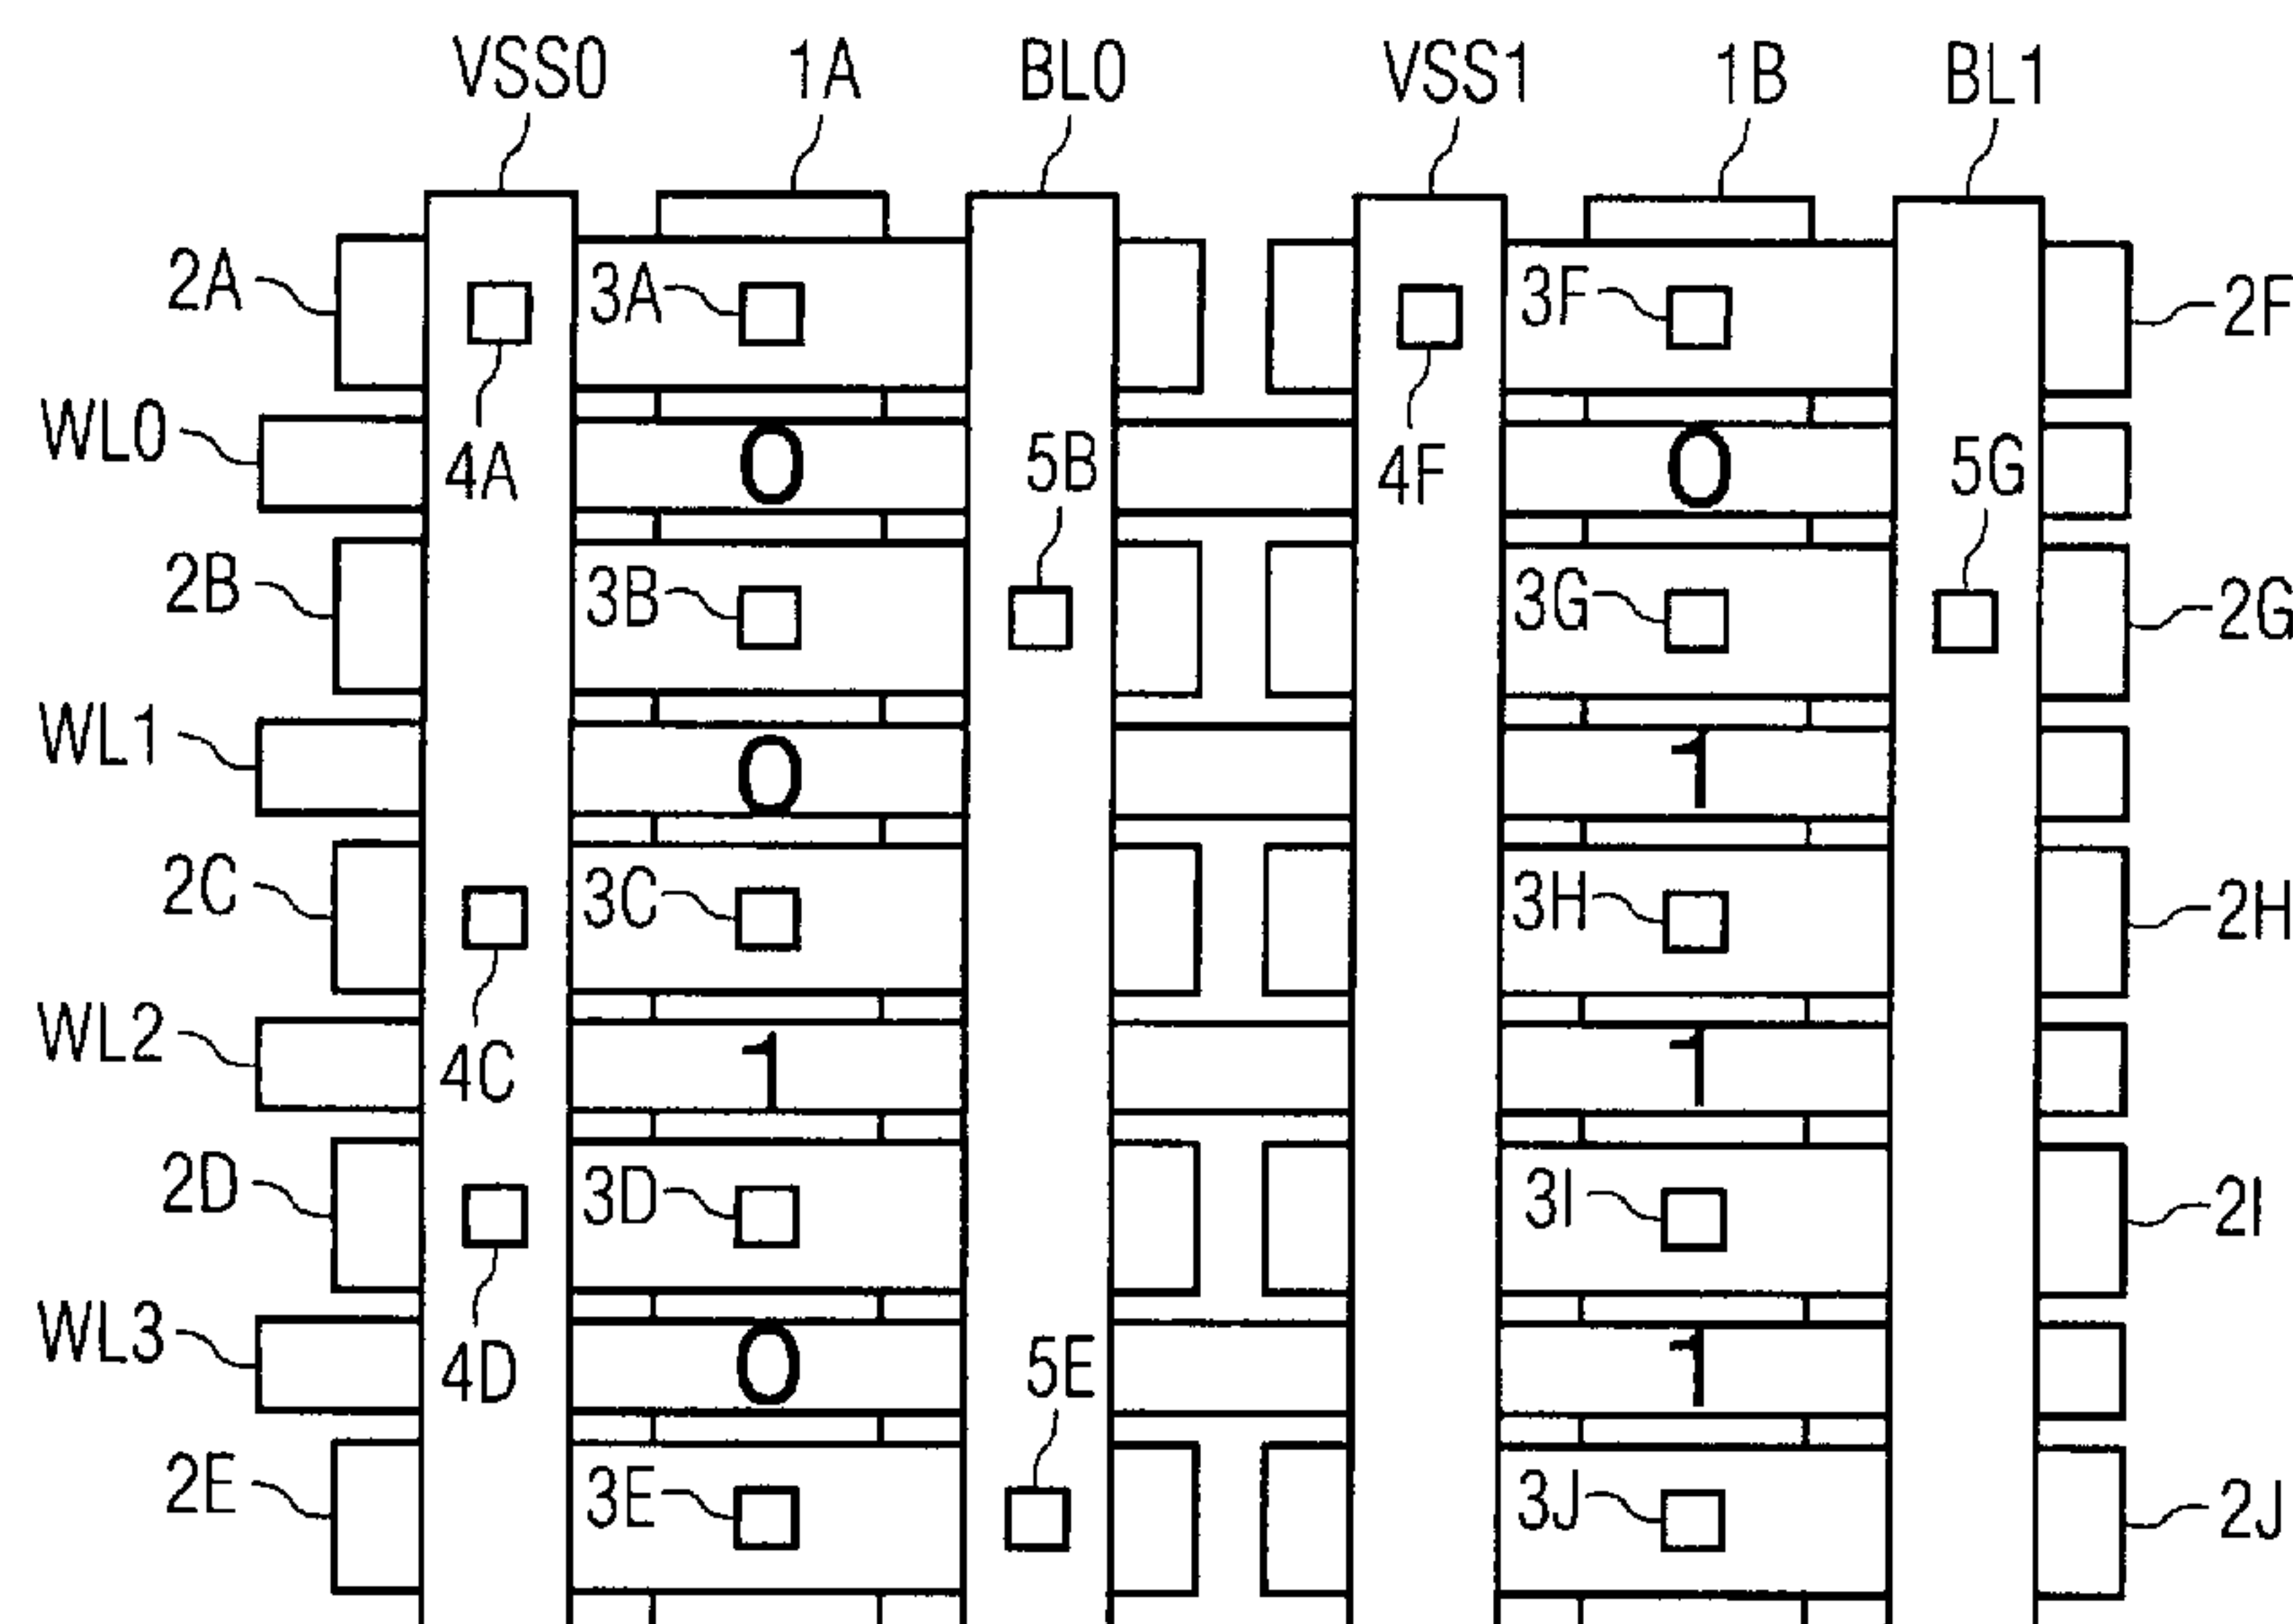 VSS0 1A BL0 VSS1 1B BL1
2A 3A 3F 2F
WL0 4A 0 5B 4F 0 5G
2B 3B 3G 2G
WL1 0 1
2C 3C 3H 2H
WL2 4C 1 1
2D 3D 3I 2I
WL3 4D 0 5E 1
2E 3E 3J 2J